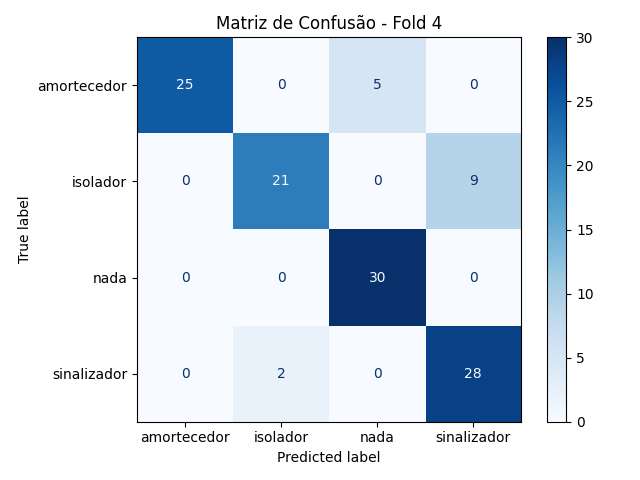 Matriz de Confusão - Fold 4
True label
amortecedor 25 0 5 0
isolador 0 21 0 9
nada 0 0 30 0
sinalizador 0 2 0 28
amortecedor isolador nada sinalizador
Predicted label
30
25
20
15
10
5
0